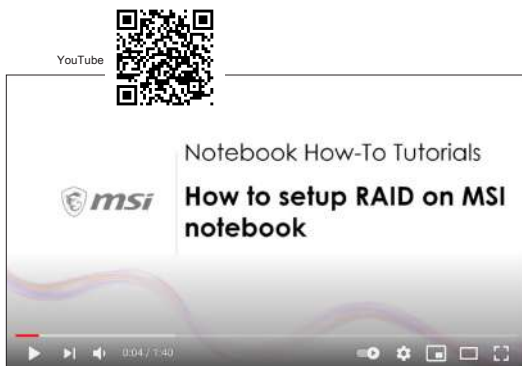 YouTube
Notebook How-To Tutorials
msi
How to setup RAID on MSI
notebook
0:04 / 1:40